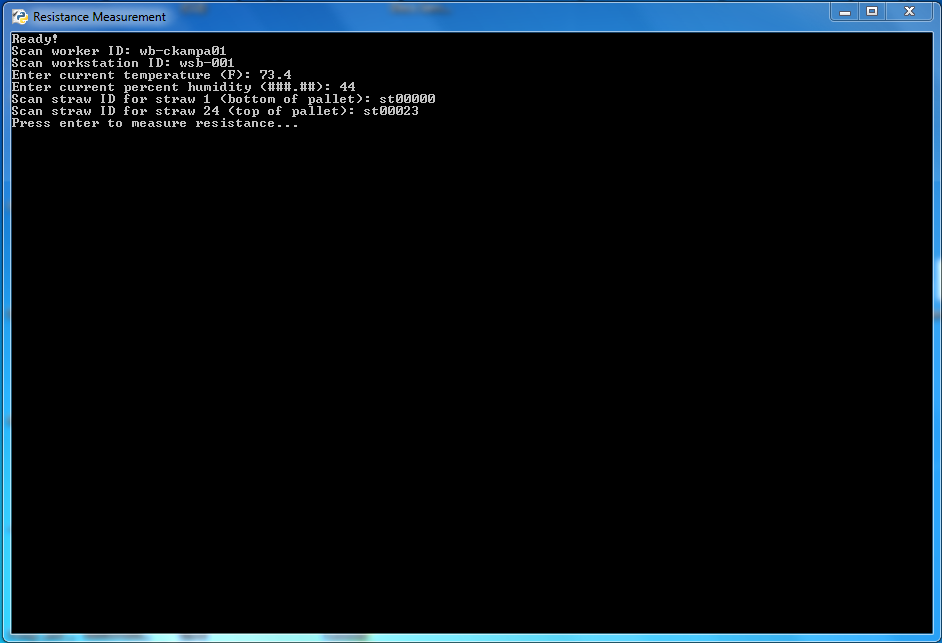 Resistance Measurement
Ready!
Scan worker ID: wb-ckampa01
Scan workstation ID: wsb-001
Enter current temperature (F): 73.4
Enter current percent humidity (###.##): 44
Scan straw ID for straw 1 (bottom of pallet): st00000
Scan straw ID for straw 24 (top of pallet): st00023
Press enter to measure resistance...